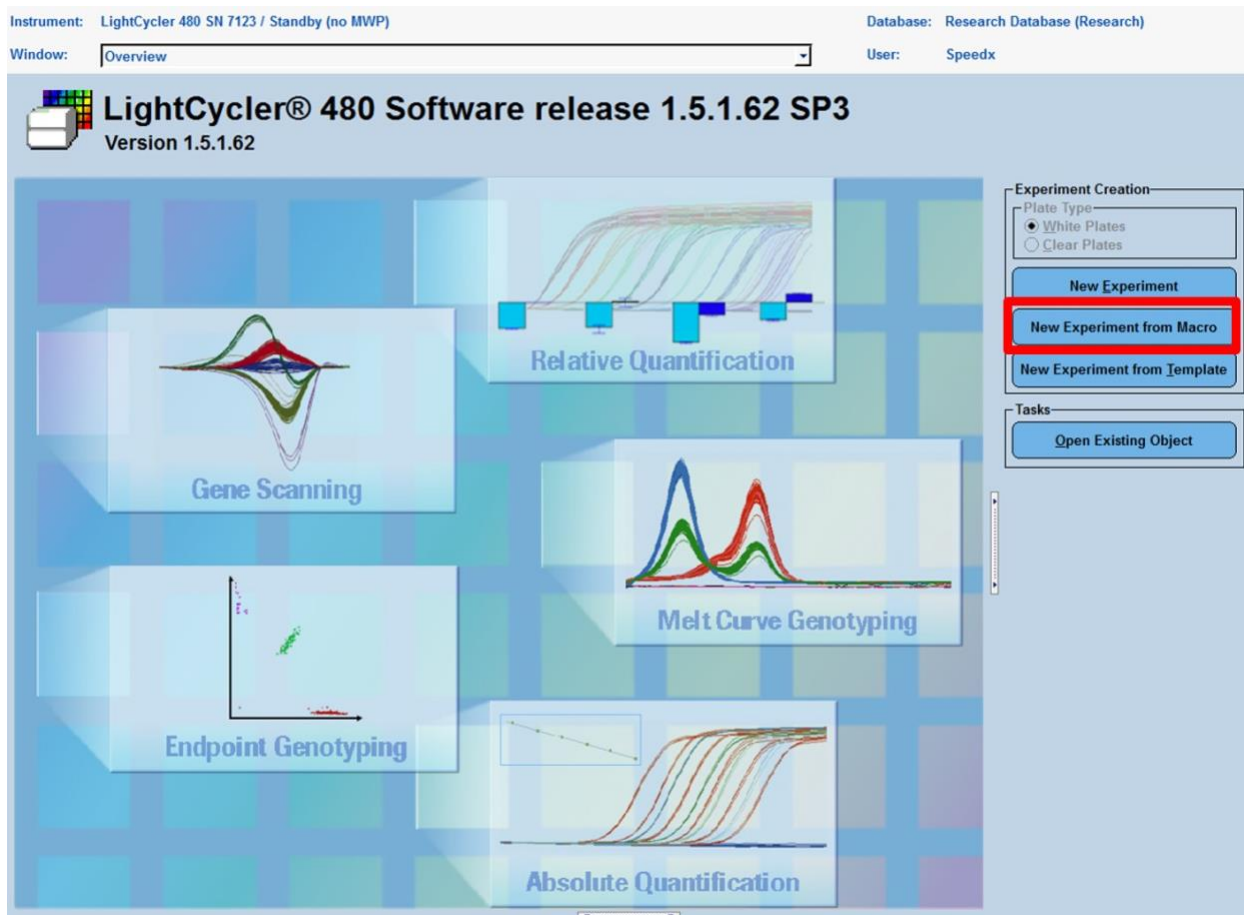 Instrument: LightCycler 480 SN 7123 / Standby (no MWP)
Database: Research Database (Research)
Window: Overview
User: Speedx
LightCycler® 480 Software release 1.5.1.62 SP3
Version 1.5.1.62
Experiment Creation
Plate Type
White Plates
Clear Plates
New Experiment
New Experiment from Macro
New Experiment from Template
Tasks
Open Existing Object
Relative Quantification
Gene Scanning
Melt Curve Genotyping
Endpoint Genotyping
Absolute Quantification